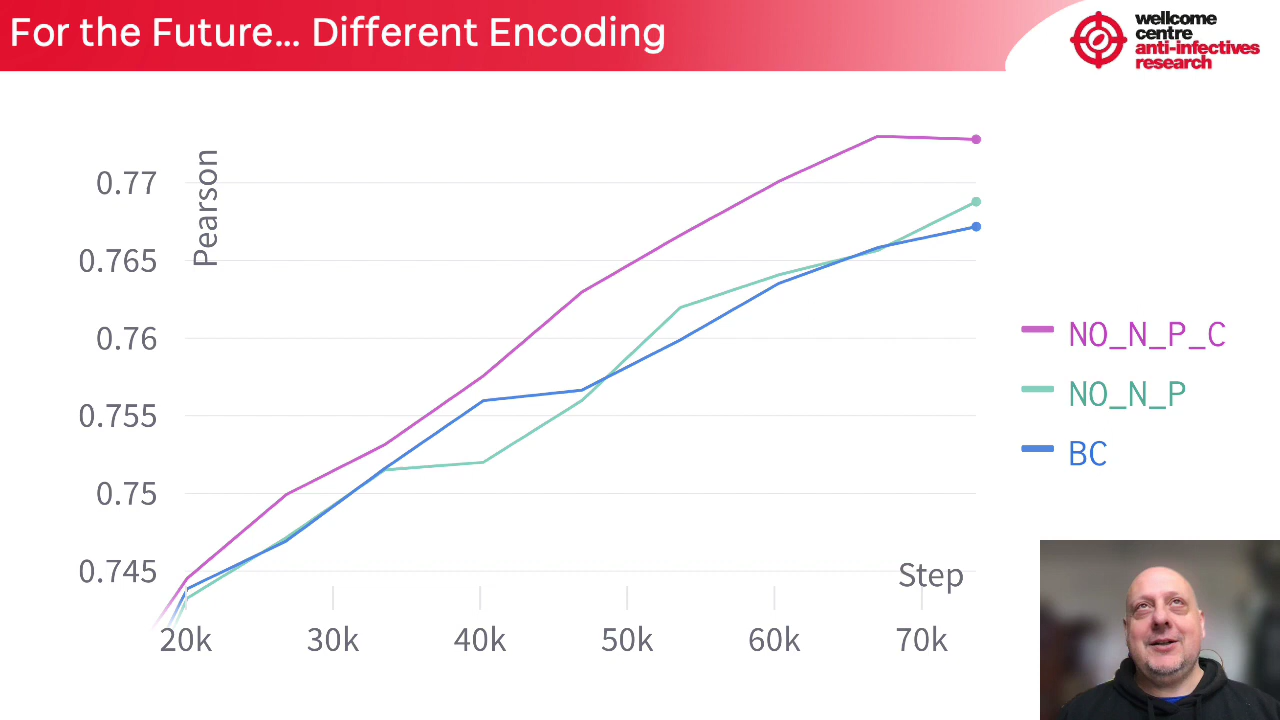 For the Future... Different Encoding
wellcome
centre
anti-infectives
research
Pearson
0.77
0.765
0.76
0.755
0.75
0.745
Step
20k 30k 40k 50k 60k 70k
NO_N_P_C
NO_N_P
BC